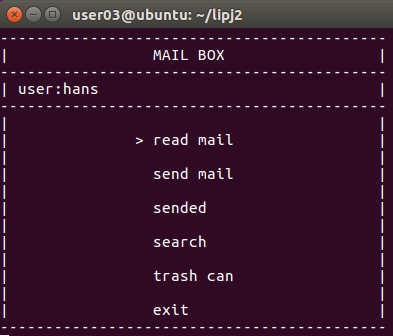 user03@ubuntu: ~/lipj2
MAIL BOX
user:hans
> read mail
send mail
sended
search
trash can
exit